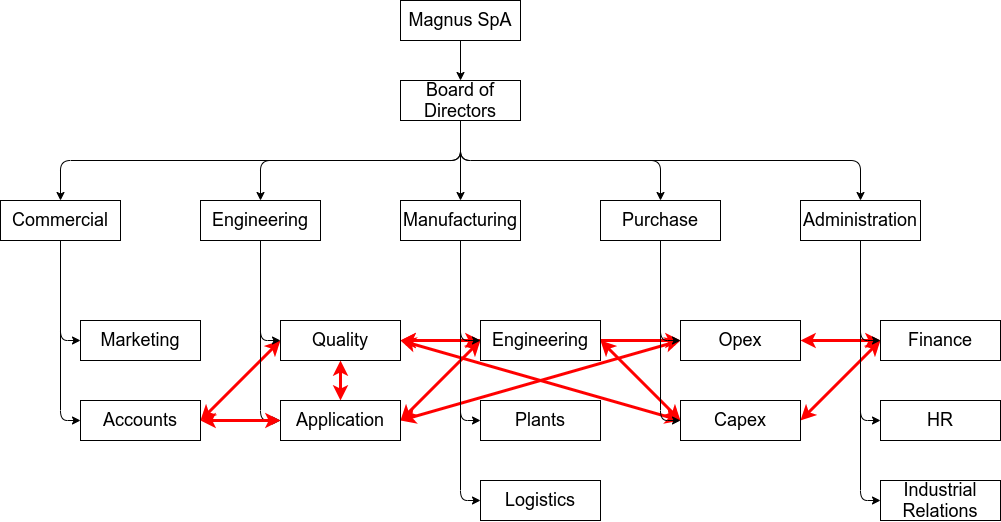 Magnus SpA
Board of
Directors
Commercial
Engineering
Manufacturing
Purchase
Administration
Marketing
Quality
Engineering
Opex
Finance
Accounts
Application
Plants
Capex
HR
Logistics
Industrial
Relations